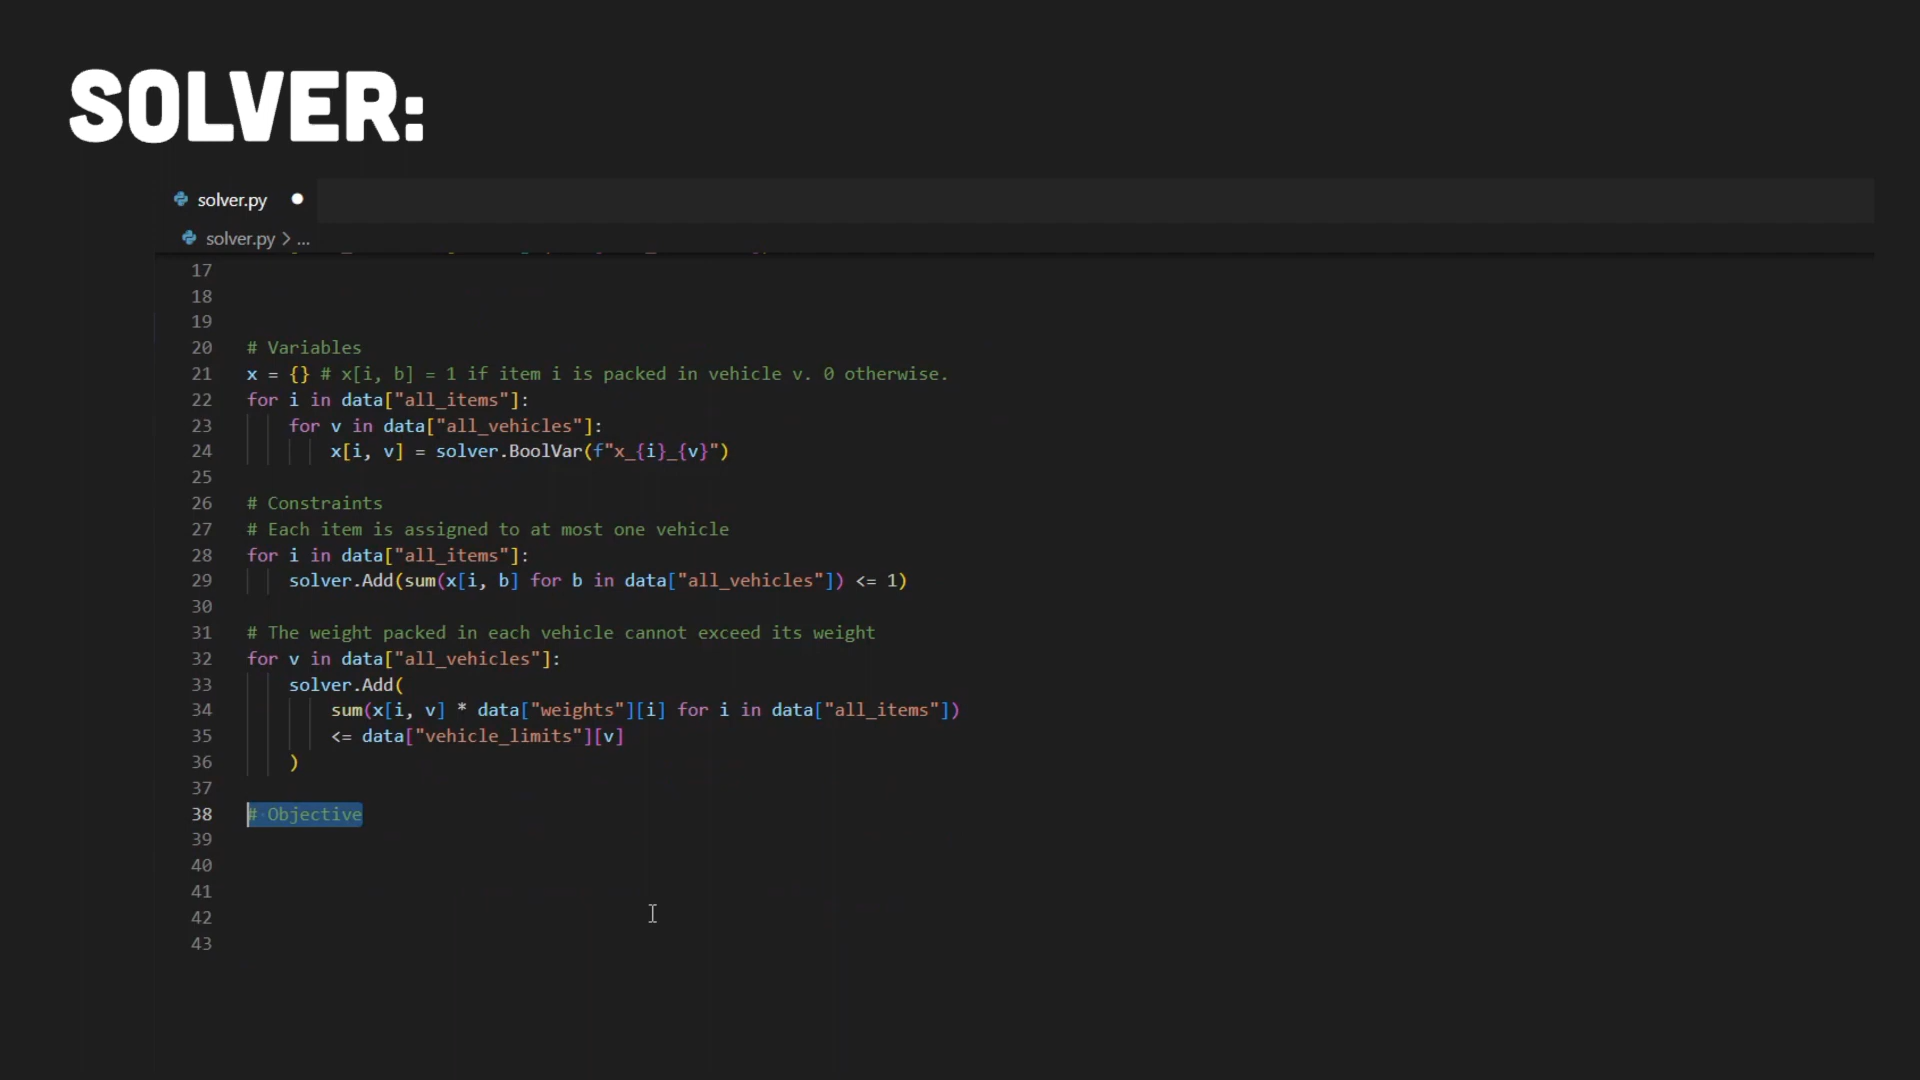 SOLVER:
solver.py
solver.py > ...
17
18
19
20 # Variables
21 x = {} # x[i, b] = 1 if item i is packed in vehicle v. 0 otherwise.
22 for i in data["all_items"]:
23 for v in data["all_vehicles"]:
24 x[i, v] = solver.BoolVar(f"x_{i}_{v}")
25
26 # Constraints
27 # Each item is assigned to at most one vehicle
28 for i in data["all_items"]:
29 solver.Add(sum(x[i, b] for b in data["all_vehicles"]) <= 1)
30
31 # The weight packed in each vehicle cannot exceed its weight
32 for v in data["all_vehicles"]:
33 solver.Add(
34 sum(x[i, v] * data["weights"][i] for i in data["all_items"])
35 <= data["vehicle_limits"][v]
36 )
37
38 # Objective
39
40
41
42
43